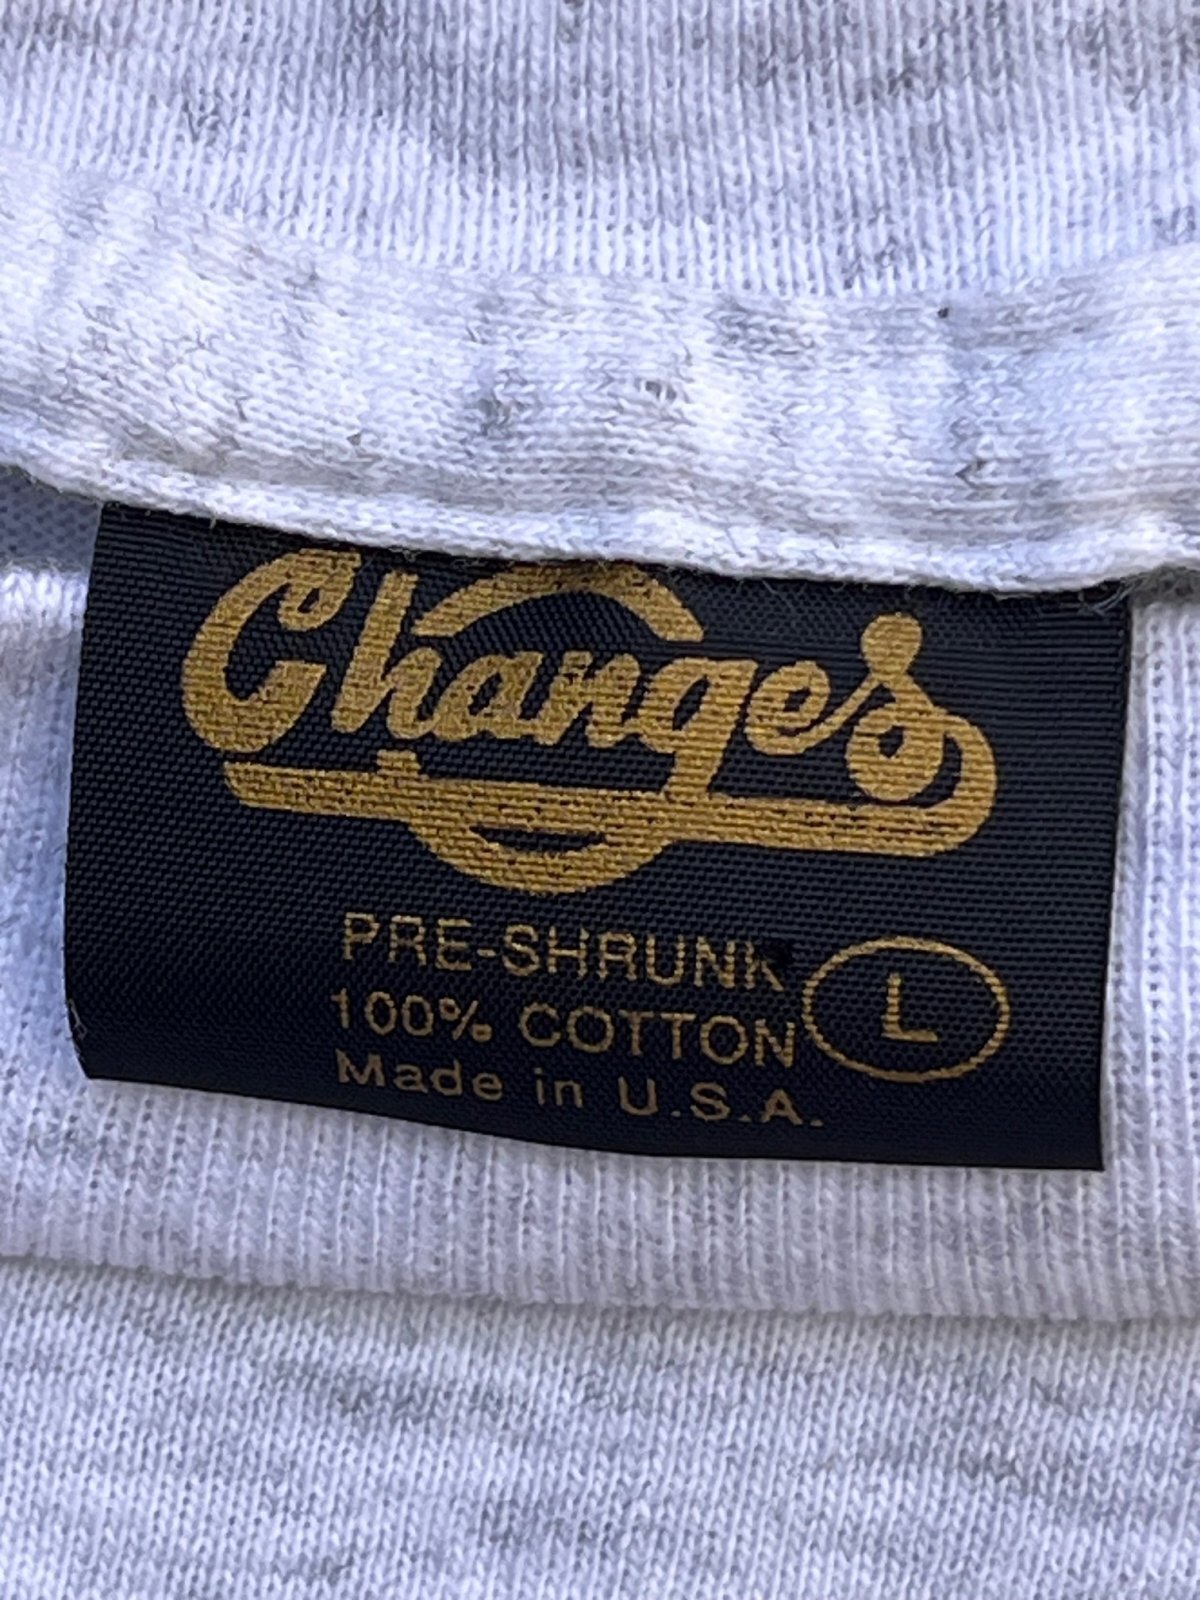 Changes
PRE-SHRUNK
100% COTTON
L
Made in U.S.A.